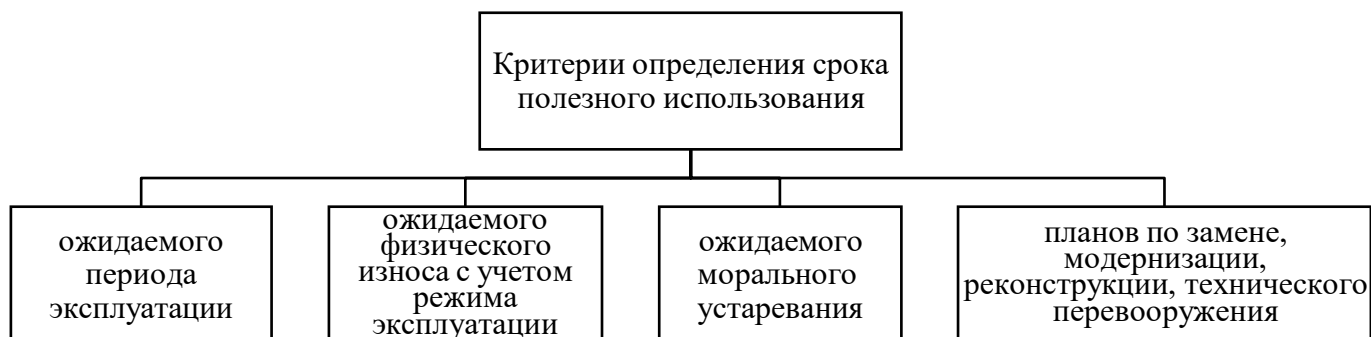 Критерии определения срока
полезного использования
ожидаемого
периода
эксплуатации
ожидаемого
физического
износа с учетом
режима
эксплуатации
ожидаемого
морального
устаревания
планов по замене,
модернизации,
реконструкции, технического
перевооружения